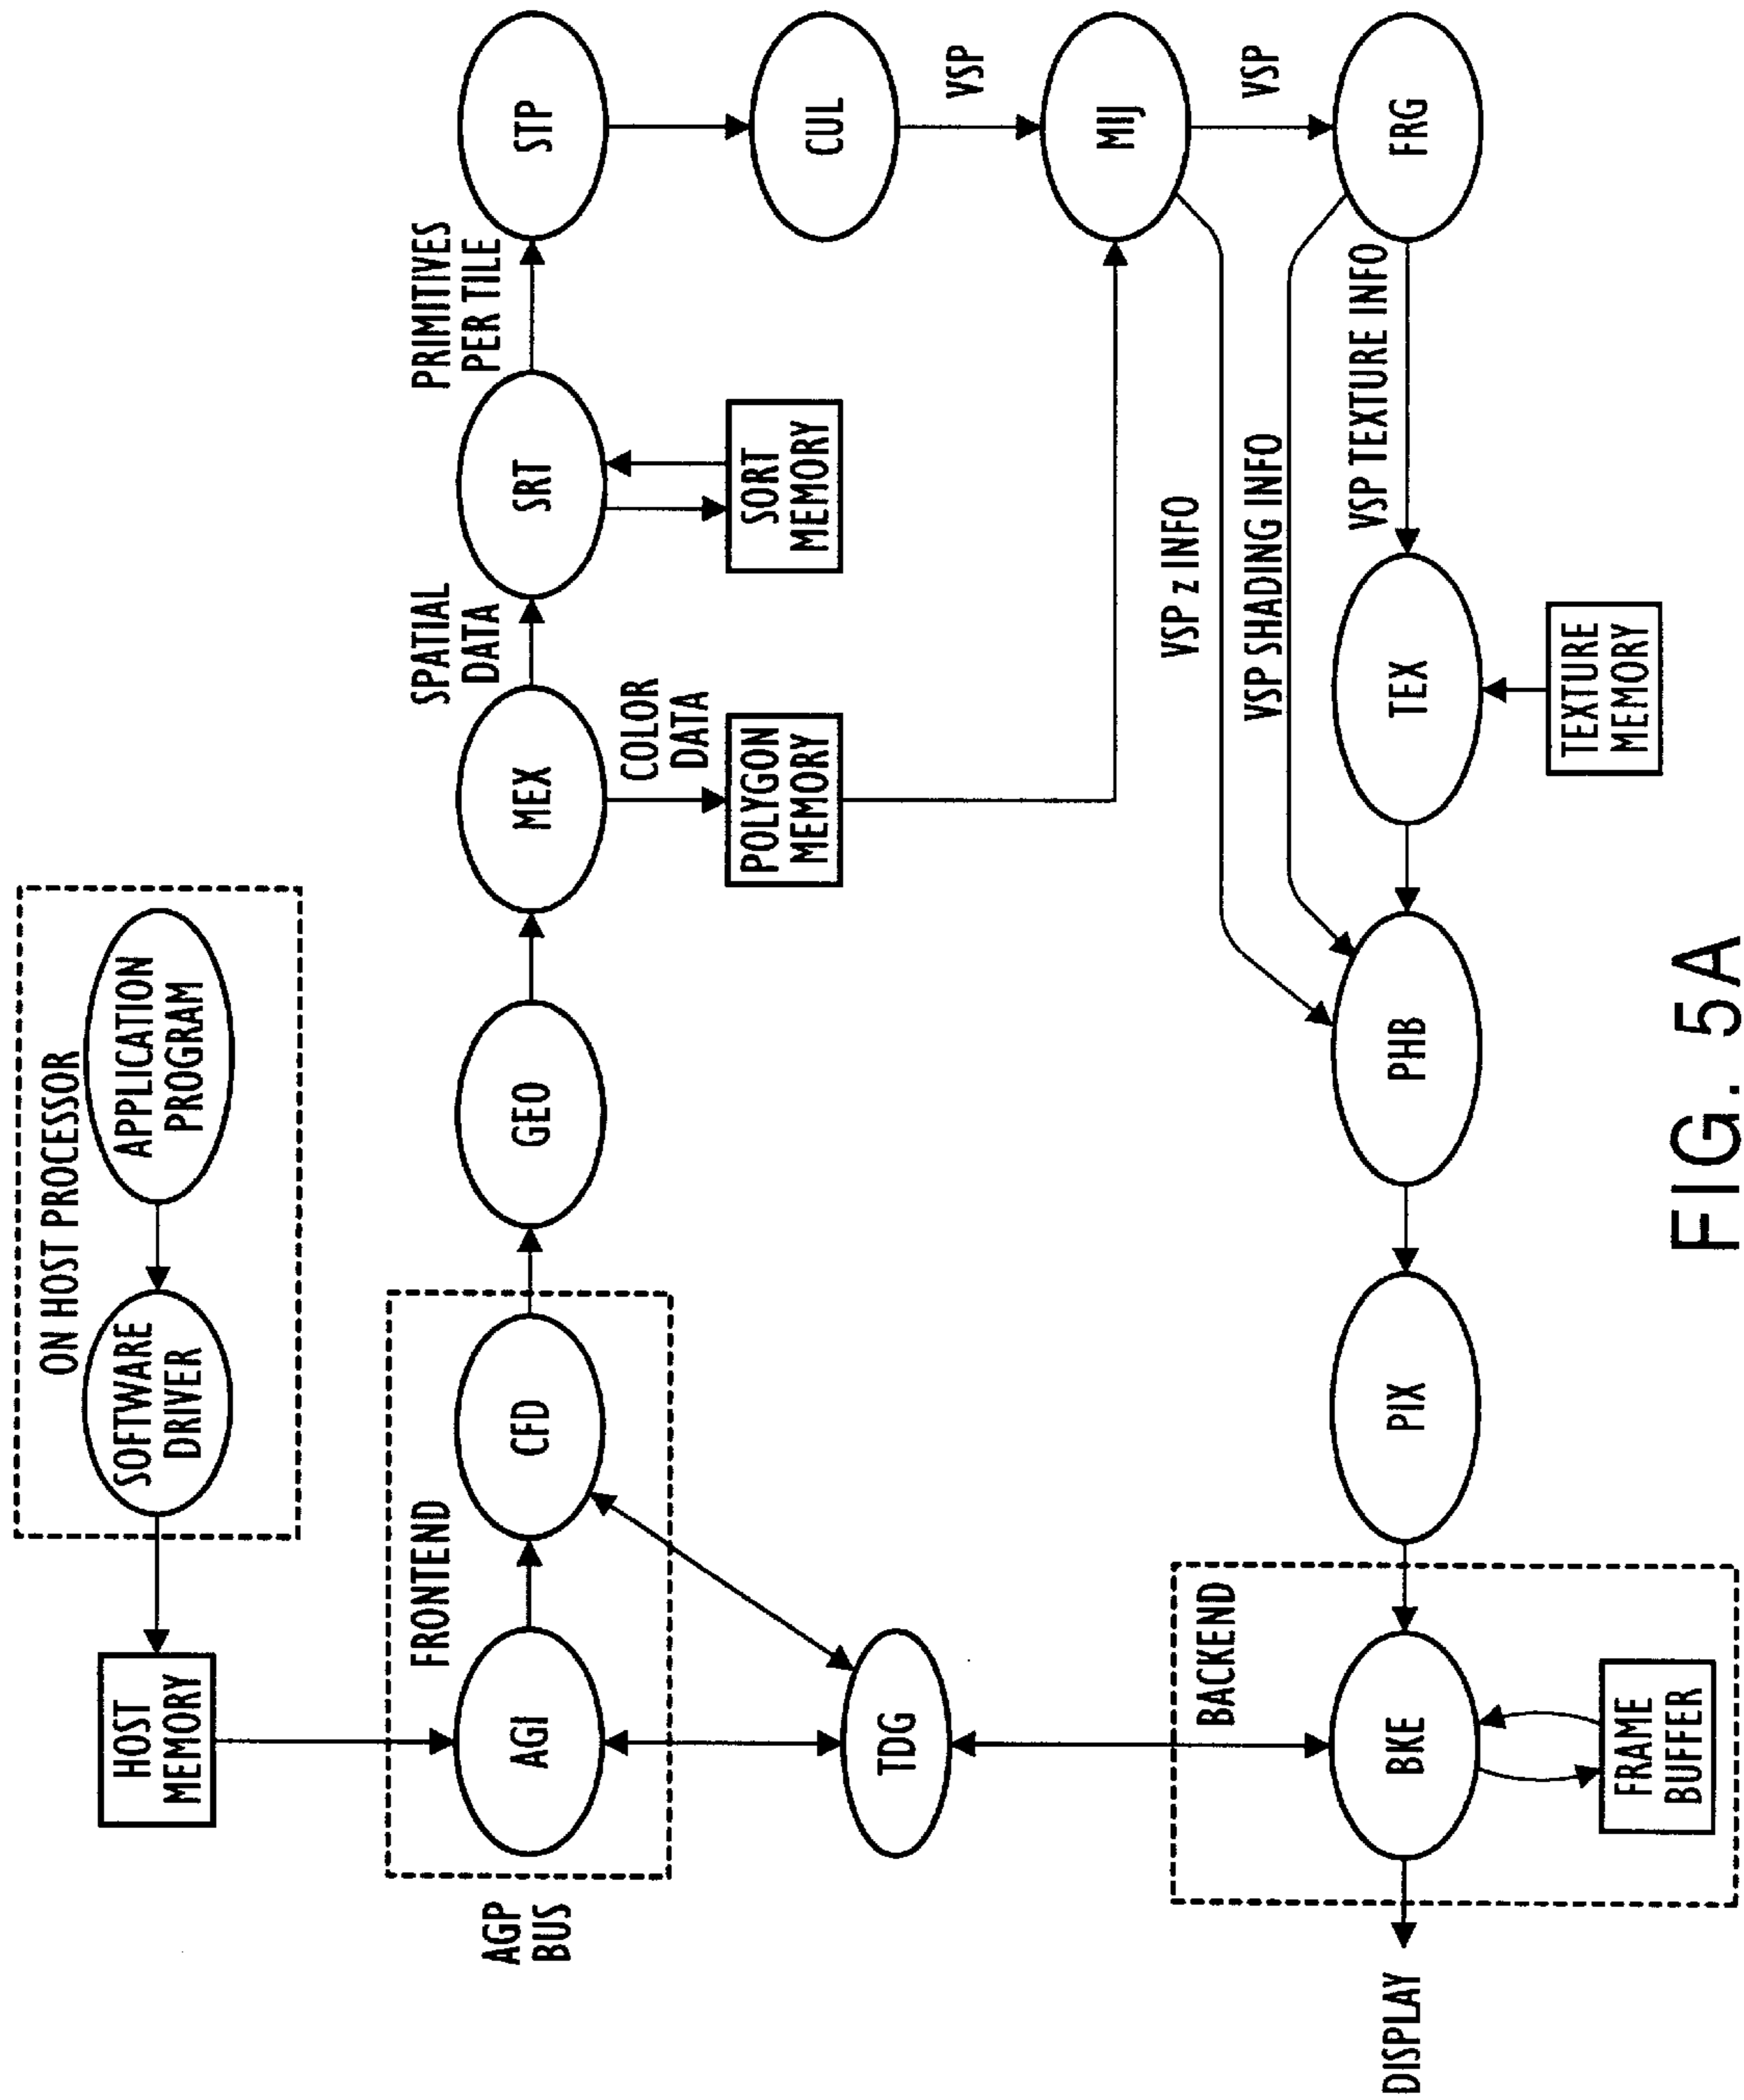 ON HOST PROCESSOR
HOST
MEMORY
SOFTWARE
DRIVER
APPLICATION
PROGRAM
AGP
BUS
FRONTEND
AGI
CFD
GEO
MEX
SPATIAL
DATA
SRT
PRIMITIVES
PER TILE
STP
COLOR
DATA
POLYGON
MEMORY
SORT
MEMORY
CUL
TDG
VSP
MIJ
VSP z INFO
VSP SHADING INFO
VSP
BACKEND
VSP TEXTURE INFO
DISPLAY
BKE
PIX
PHB
TEX
FRG
FRAME
BUFFER
TEXTURE
MEMORY
FIG. 5A